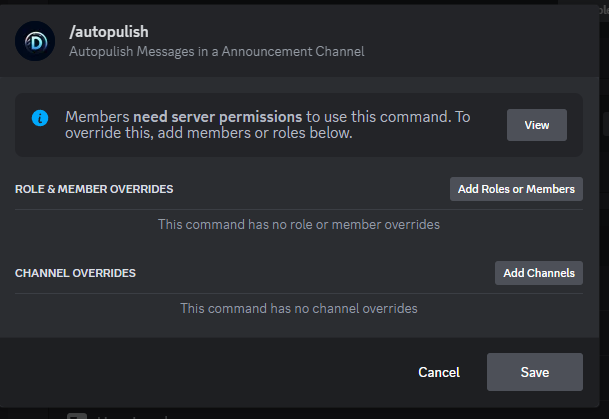 /autopulish
Autopulish Messages in a Announcement Channel
Members need server permissions to use this command. To
override this, add members or roles below.
View
ROLE & MEMBER OVERRIDES
Add Roles or Members
This command has no role or member overrides
CHANNEL OVERRIDES
Add Channels
This command has no channel overrides
Cancel
Save